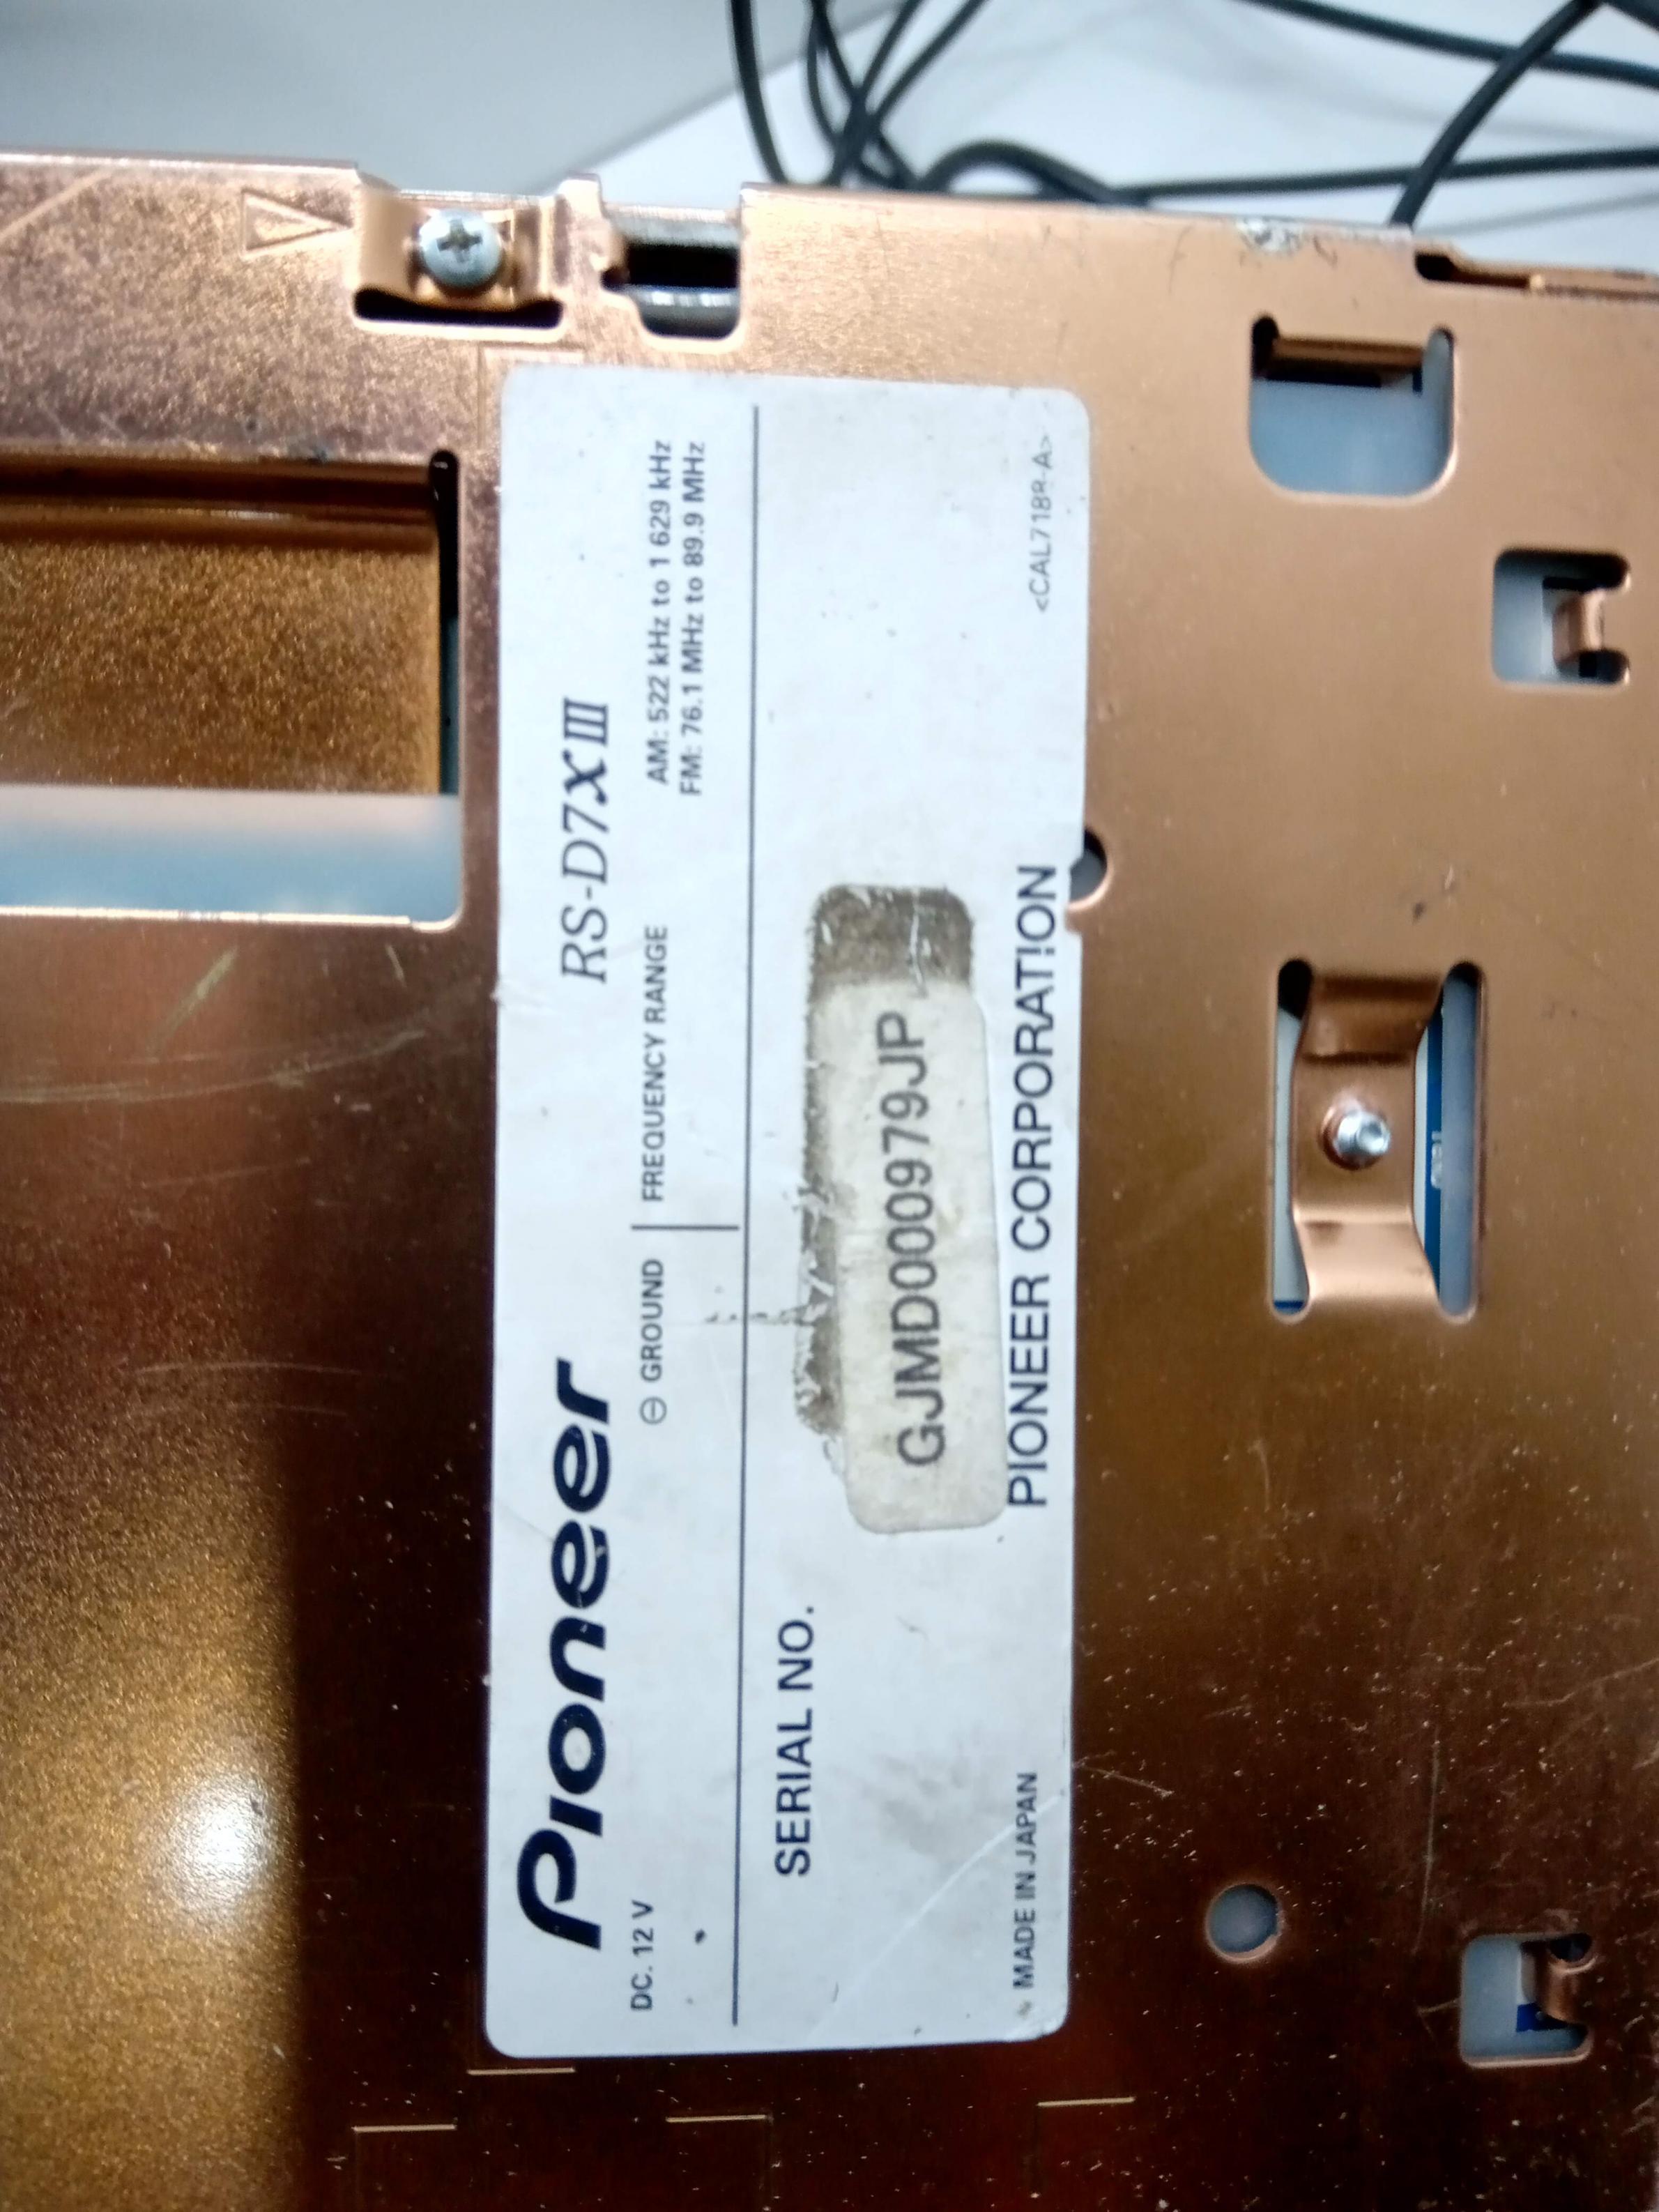 Pioneer RS-D7XIII
DC. 12 V ⊖ GROUND FREQUENCY RANGE AM: 522 kHz to 1 629 kHz
FM: 76.1 MHz to 89.9 MHz
SERIAL NO.
GJMD000979JP
PIONEER CORPORATION
MADE IN JAPAN